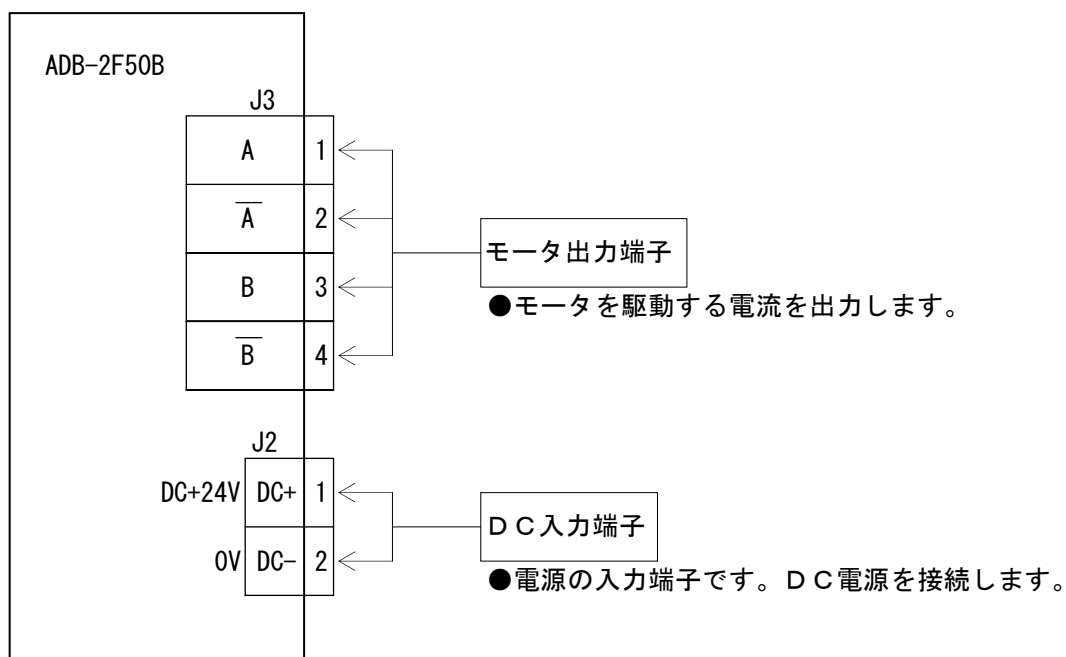 ADB-2F50B
J3
A 1
A̅ 2
モータ出力端子
B 3
●モータを駆動する電流を出力します。
B̅ 4
J2
DC+24V DC+ 1
DC入力端子
0V DC- 2
●電源の入力端子です。DC電源を接続します。